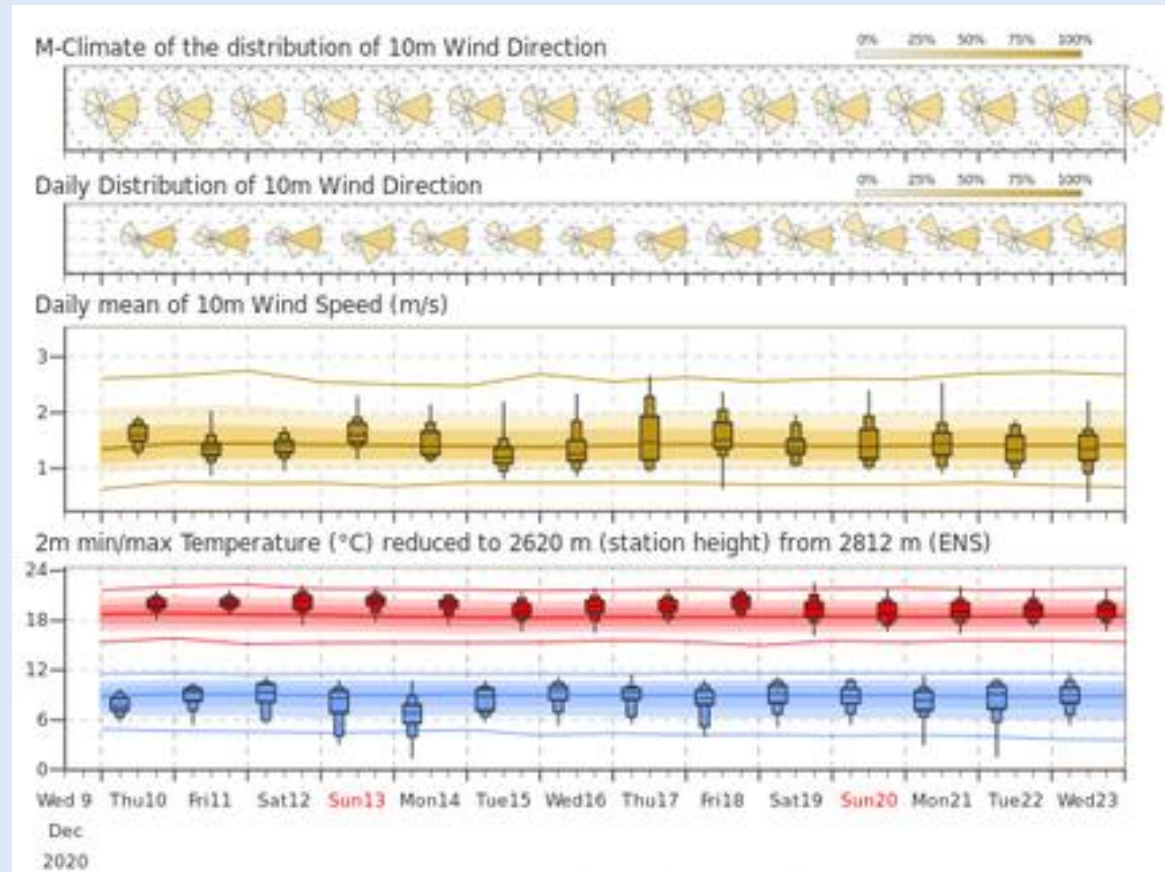 M-Climate of the distribution of 10m Wind Direction
0% 25% 50% 75% 100%
Daily Distribution of 10m Wind Direction
0% 25% 50% 75% 100%
Daily mean of 10m Wind Speed (m/s)
3
2
1
2m min/max Temperature (°C) reduced to 2620 m (station height) from 2812 m (ENS)
24
18
12
6
0
Wed 9 Thu10 Fri11 Sat12 Sun13 Mon14 Tue15 Wed16 Thu17 Fri18 Sat19 Sun20 Mon21 Tue22 Wed23
Dec
2020